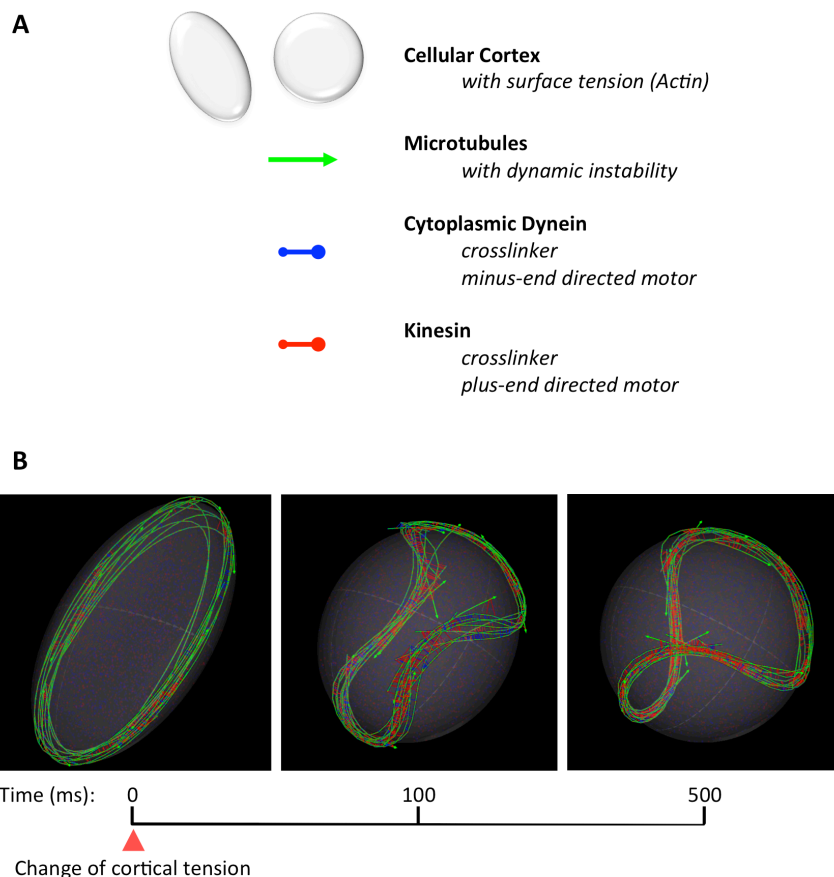 A
Cellular Cortex
with surface tension (Actin)
Microtubules
with dynamic instability
Cytoplasmic Dynein
crosslinker
minus-end directed motor
Kinesin
crosslinker
plus-end directed motor
B
Time (ms): 0 100 500
Change of cortical tension